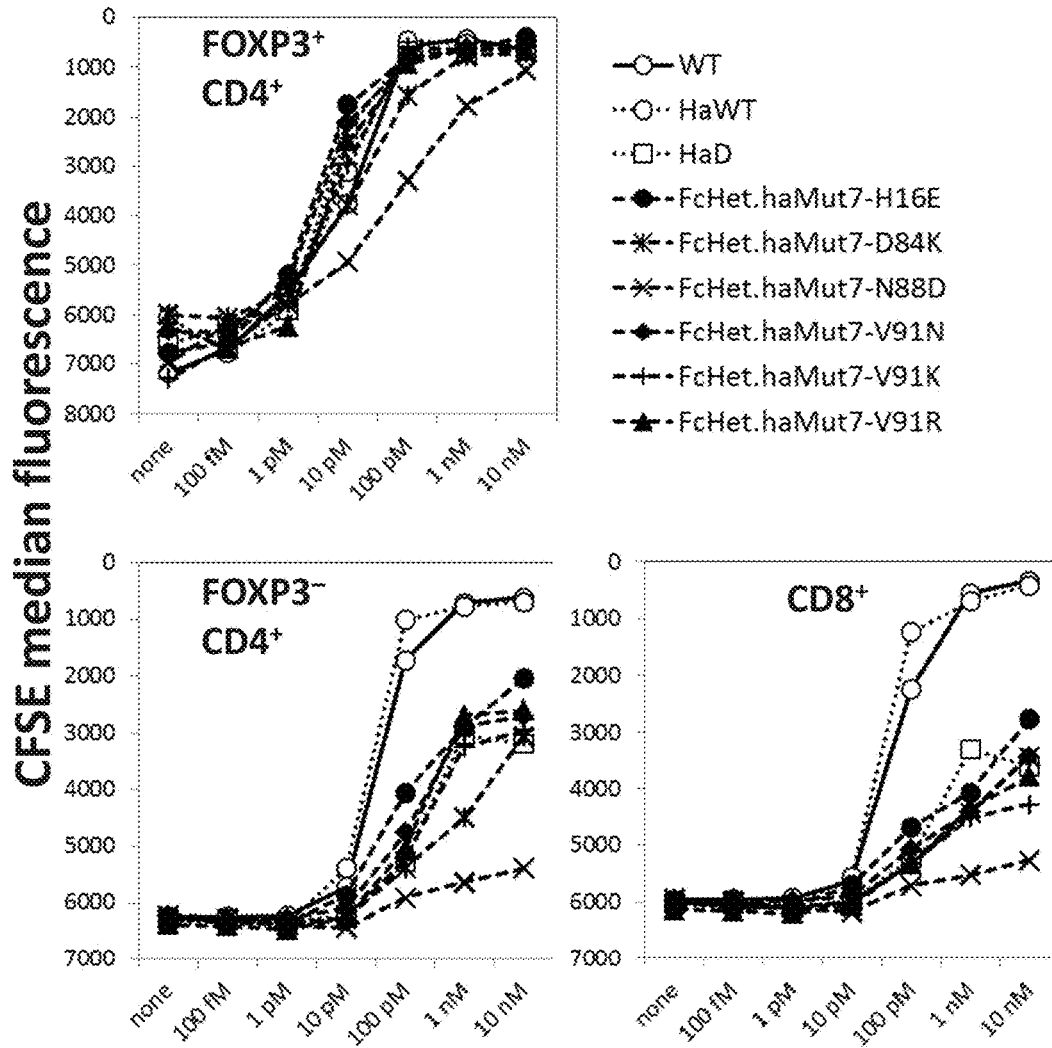 CFSE median fluorescence
FOXP3⁺
CD4⁺
0
1000
2000
3000
4000
5000
6000
7000
8000
none
100 fM
1 pM
10 pM
100 pM
1 nM
10 nM
WT
HaWT
HaD
FcHet.haMut7-H16E
FcHet.haMut7-D84K
FcHet.haMut7-N88D
FcHet.haMut7-V91N
FcHet.haMut7-V91K
FcHet.haMut7-V91R
FOXP3⁻
CD4⁺
0
1000
2000
3000
4000
5000
6000
7000
none
100 fM
1 pM
10 pM
100 pM
1 nM
10 nM
CD8⁺
0
1000
2000
3000
4000
5000
6000
7000
none
100 fM
1 pM
10 pM
100 pM
1 nM
10 nM